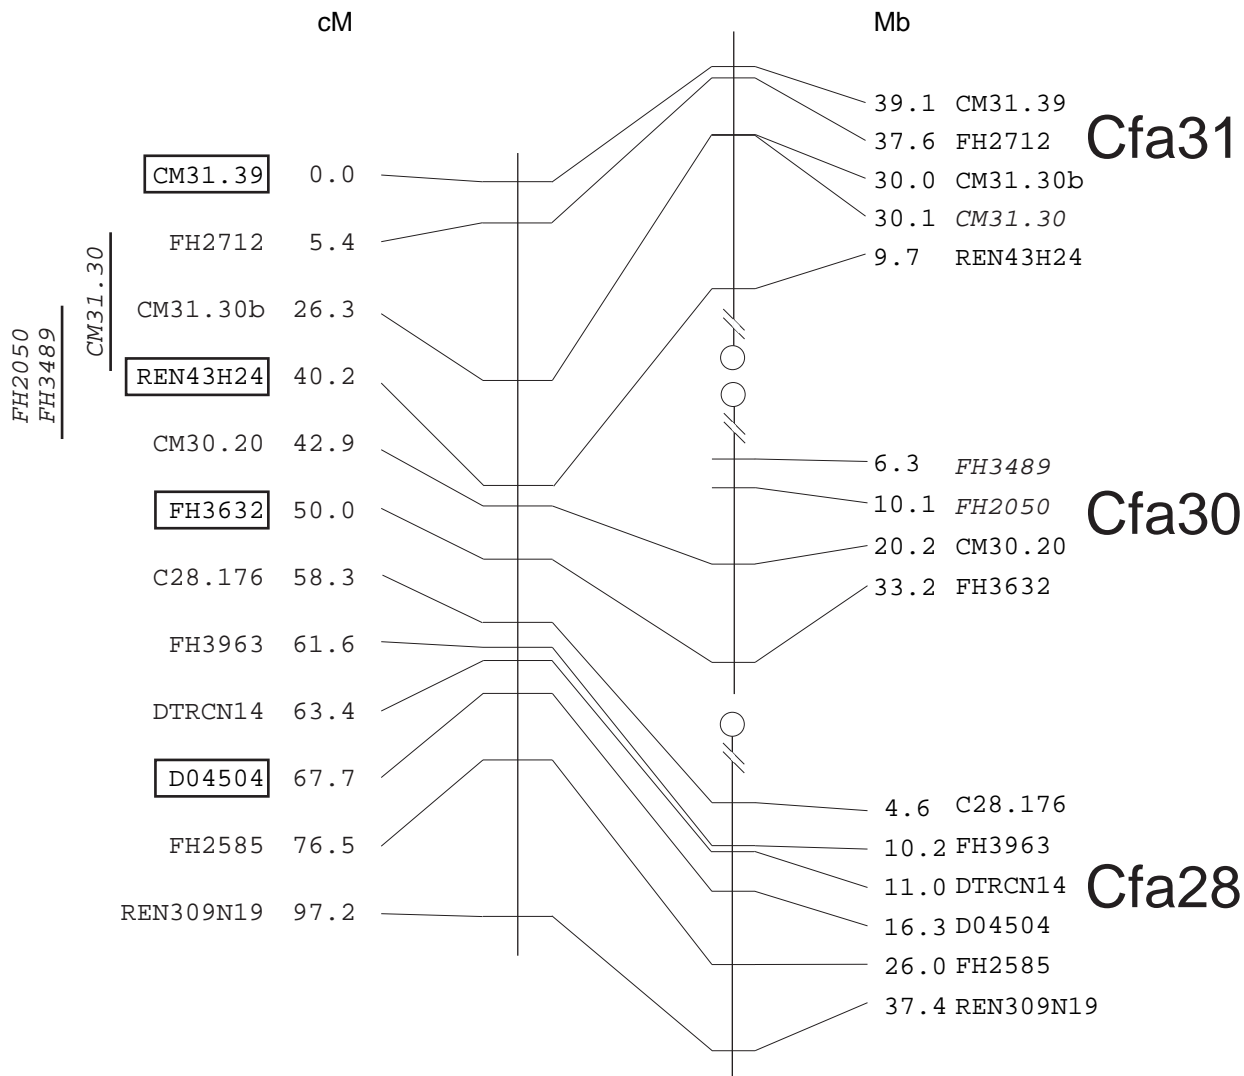 cM
Mb
CM31.39 0.0
FH2712 5.4
CM31.30b 26.3
REN43H24 40.2
CM30.20 42.9
FH3632 50.0
C28.176 58.3
FH3963 61.6
DTRCN14 63.4
D04504 67.7
FH2585 76.5
REN309N19 97.2
CM31.30
FH2050
FH3489
39.1 CM31.39
37.6 FH2712
30.0 CM31.30b
30.1 CM31.30
9.7 REN43H24
Cfa31
6.3 FH3489
10.1 FH2050
20.2 CM30.20
33.2 FH3632
Cfa30
4.6 C28.176
10.2 FH3963
11.0 DTRCN14
16.3 D04504
26.0 FH2585
37.4 REN309N19
Cfa28